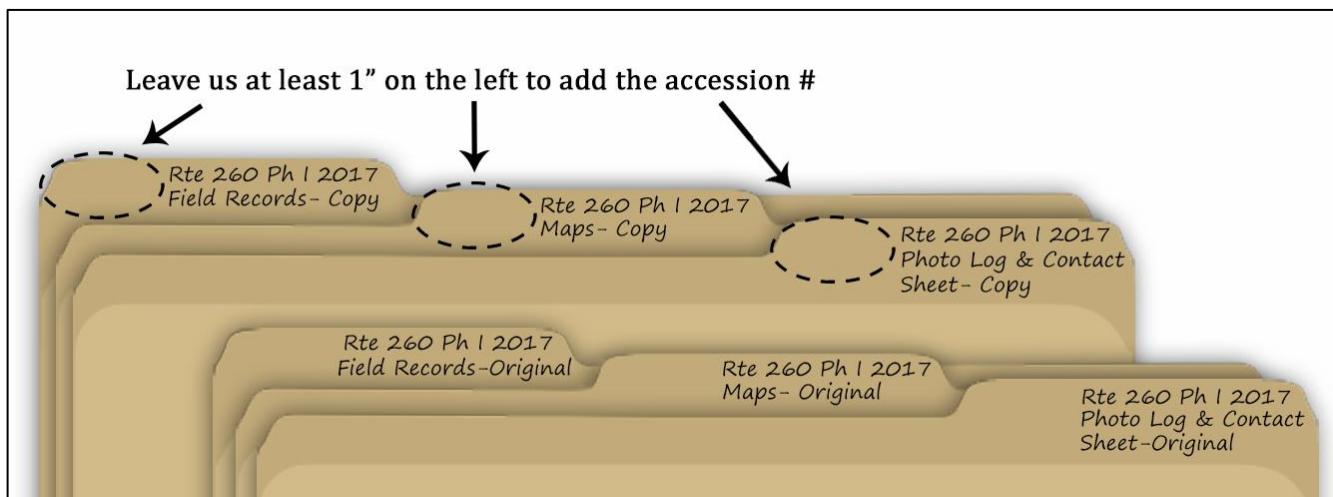 Leave us at least 1” on the left to add the accession #
Rte 260 Ph I 2017
Field Records- Copy
Rte 260 Ph I 2017
Maps- Copy
Rte 260 Ph I 2017
Photo Log & Contact
Sheet- Copy
Rte 260 Ph I 2017
Field Records-Original
Rte 260 Ph I 2017
Maps- Original
Rte 260 Ph I 2017
Photo Log & Contact
Sheet-Original